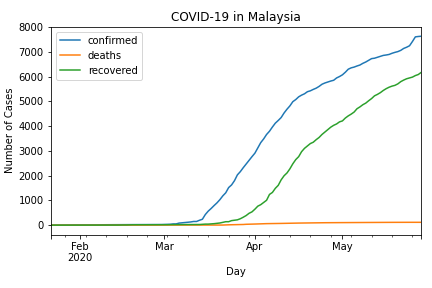 COVID-19 in Malaysia
8000
7000
6000
5000
4000
3000
2000
1000
0
Number of Cases
confirmed
deaths
recovered
Feb
2020
Mar
Apr
May
Day